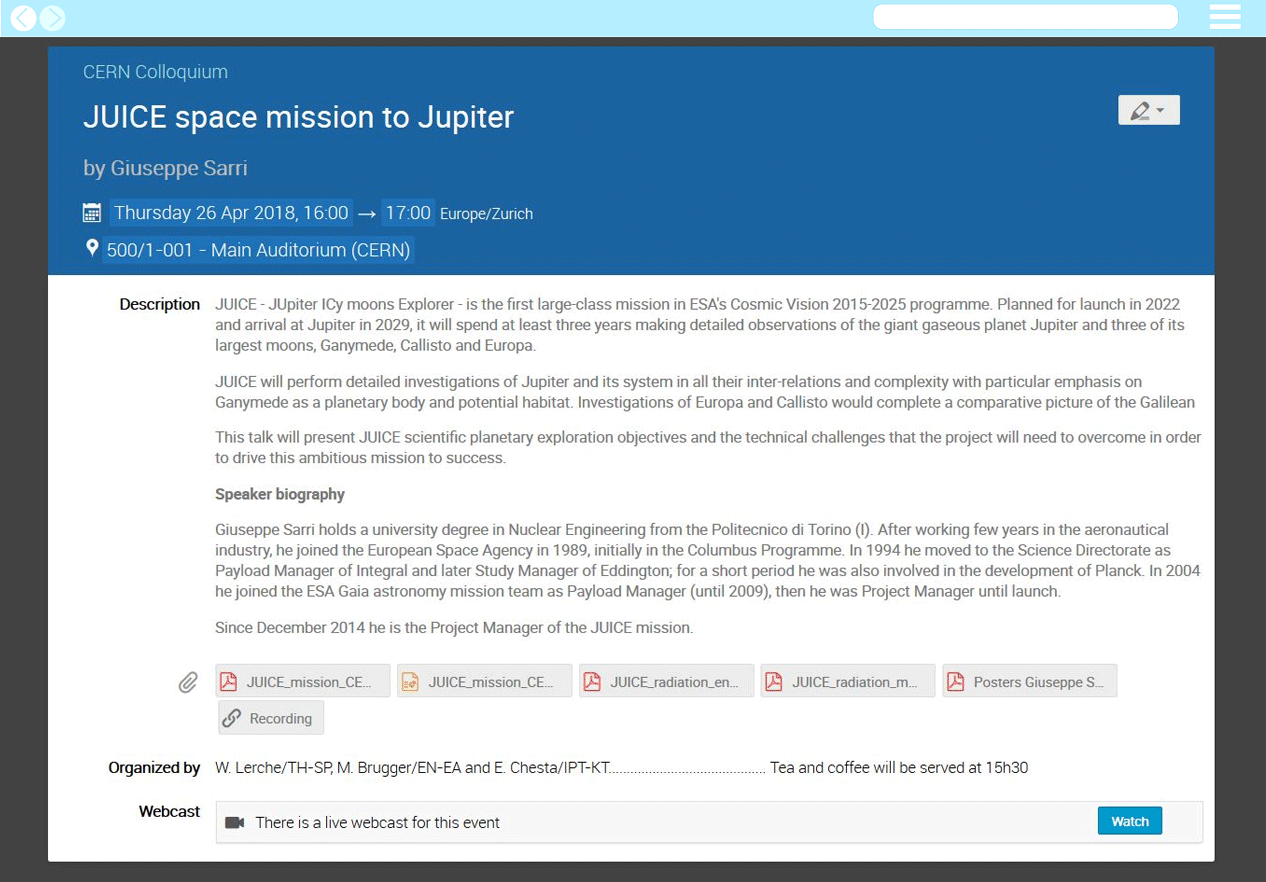 CERN Colloquium
JUICE space mission to Jupiter
by Giuseppe Sarri
Thursday 26 Apr 2018, 16:00 → 17:00 Europe/Zurich
500/1-001 - Main Auditorium (CERN)
Description
JUICE - JUpiter ICy moons Explorer - is the first large-class mission in ESA's Cosmic Vision 2015-2025 programme. Planned for launch in 2022
and arrival at Jupiter in 2029, it will spend at least three years making detailed observations of the giant gaseous planet Jupiter and three of its
largest moons, Ganymede, Callisto and Europa.
JUICE will perform detailed investigations of Jupiter and its system in all their inter-relations and complexity with particular emphasis on
Ganymede as a planetary body and potential habitat. Investigations of Europa and Callisto would complete a comparative picture of the Galilean
This talk will present JUICE scientific planetary exploration objectives and the technical challenges that the project will need to overcome in order
to drive this ambitious mission to success.
Speaker biography
Giuseppe Sarri holds a university degree in Nuclear Engineering from the Politecnico di Torino (I). After working few years in the aeronautical
industry, he joined the European Space Agency in 1989, initially in the Columbus Programme. In 1994 he moved to the Science Directorate as
Payload Manager of Integral and later Study Manager of Eddington; for a short period he was also involved in the development of Planck. In 2004
he joined the ESA Gaia astronomy mission team as Payload Manager (until 2009), then he was Project Manager until launch.
Since December 2014 he is the Project Manager of the JUICE mission.
JUICE_mission_CE... JUICE_mission_CE... JUICE_radiation_en... JUICE_radiation_m... Posters Giuseppe S...
Recording
Organized by W. Lerche/TH-SP, M. Brugger/EN-EA and E. Chesta/IPT-KT......................................... Tea and coffee will be served at 15h30
Webcast
There is a live webcast for this event Watch